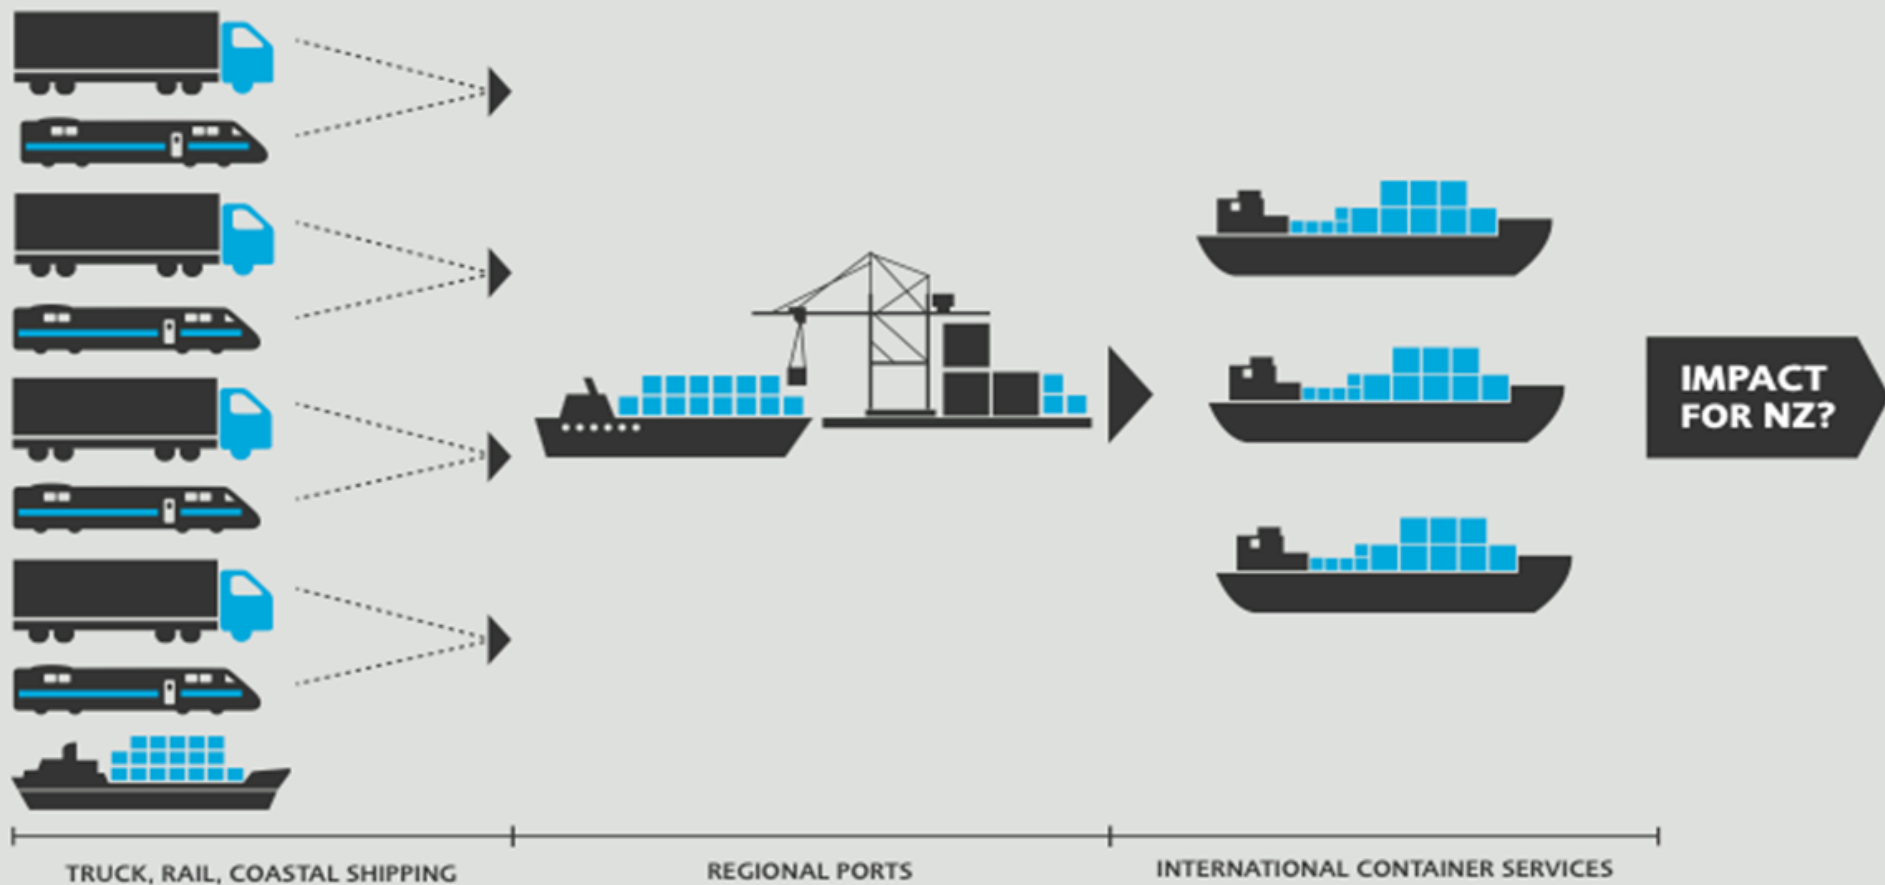 IMPACT
FOR NZ?
TRUCK, RAIL, COASTAL SHIPPING
REGIONAL PORTS
INTERNATIONAL CONTAINER SERVICES